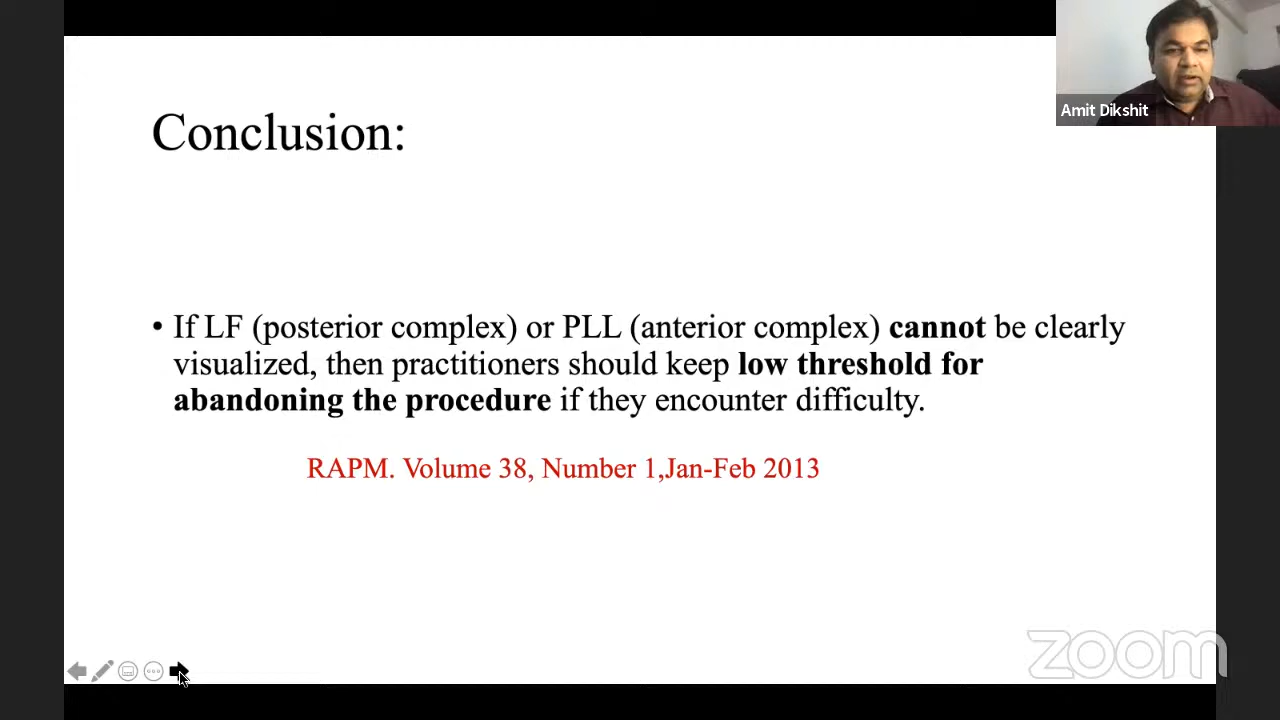 Amit Dikshit
Conclusion:
• If LF (posterior complex) or PLL (anterior complex) cannot be clearly
visualized, then practitioners should keep low threshold for
abandoning the procedure if they encounter difficulty.
RAPM. Volume 38, Number 1,Jan-Feb 2013
zoom